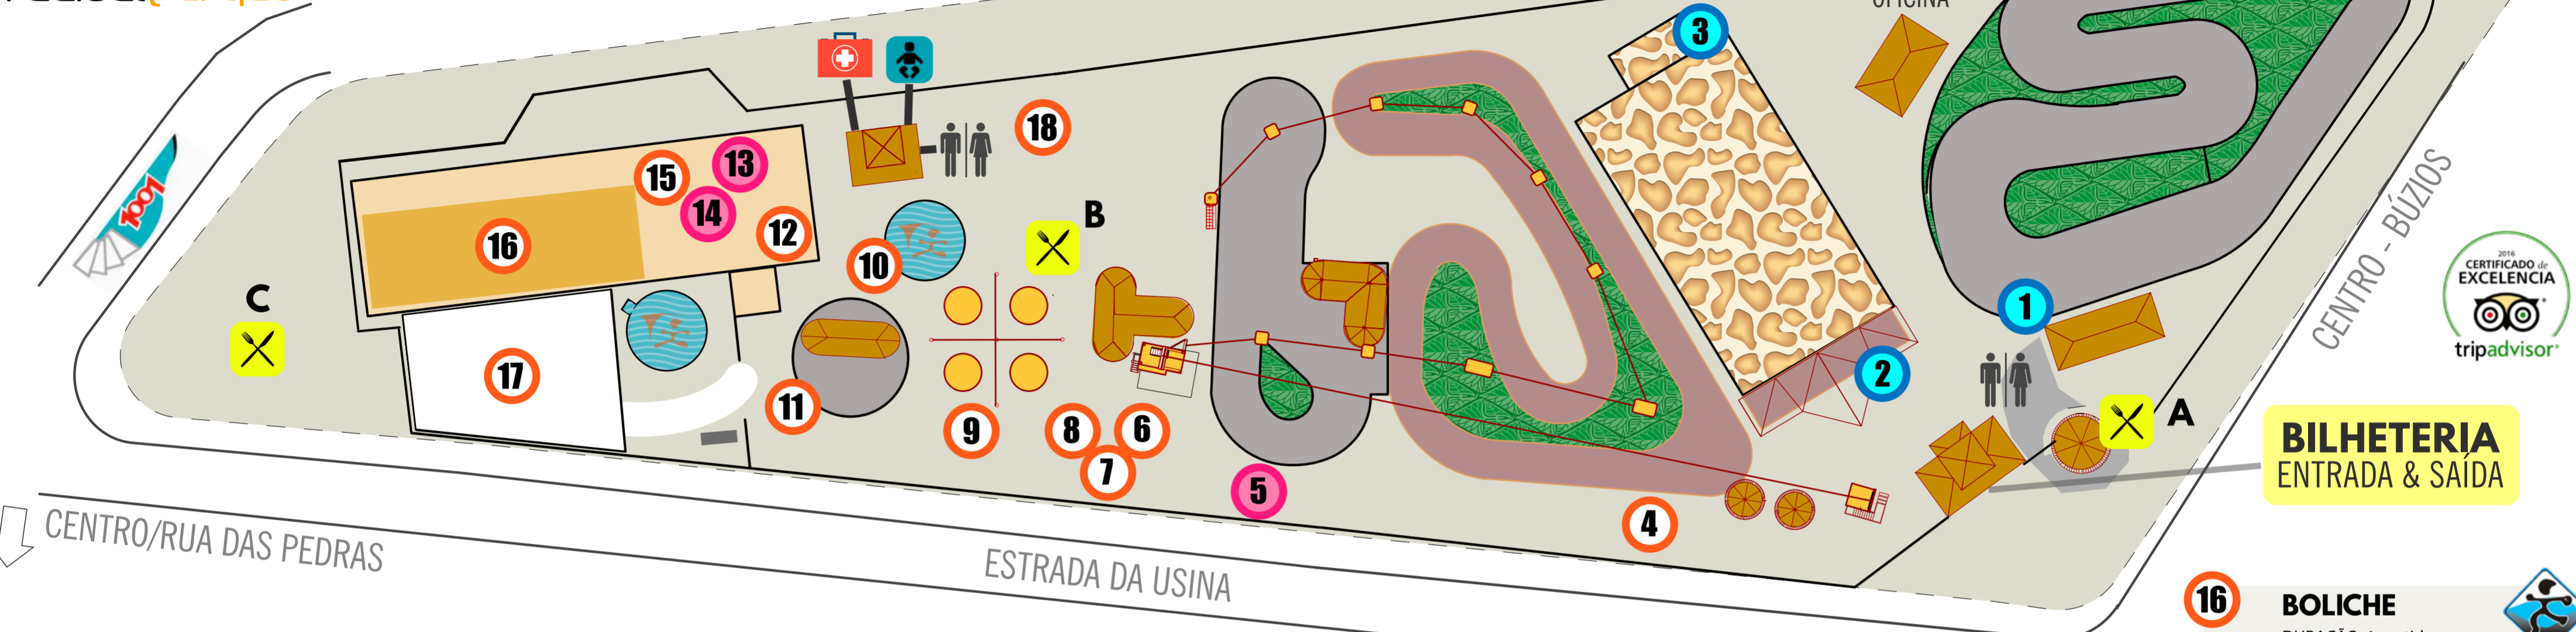 OFICINA
3
18
13
15
14
1001
16
12
B
10
C
1
CENTRO - BÚZIOS
2016
CERTIFICADO de
EXCELENCIA
tripadvisor
17
2
11
9
8
6
7
A
BILHETERIA
ENTRADA & SAÍDA
5
4
CENTRO/RUA DAS PEDRAS
ESTRADA DA USINA
16
BOLICHE